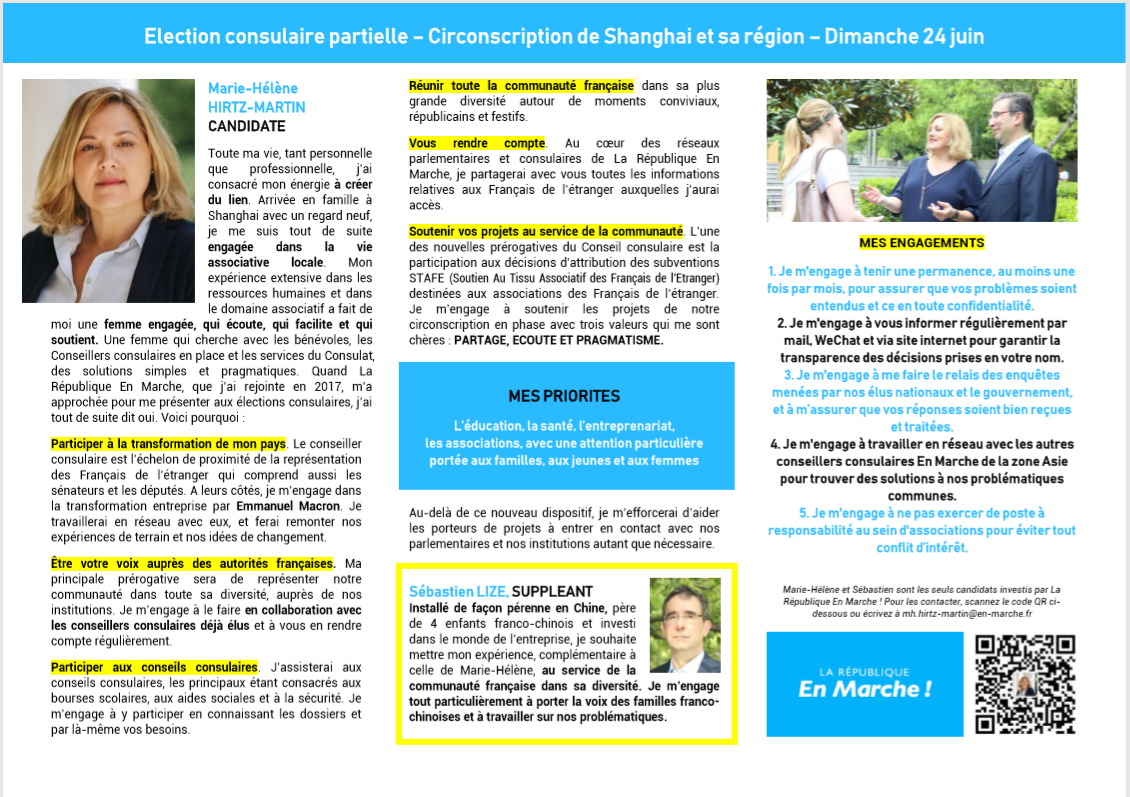 Election consulaire partielle – Circonscription de Shanghai et sa région – Dimanche 24 juin
Marie-Hélène
HIRTZ-MARTIN
CANDIDATE
Toute ma vie, tant personnelle
que professionnelle, j'ai
consacré mon énergie à créer
du lien. Arrivée en famille à
Shanghai avec un regard neuf,
je me suis tout de suite
engagée dans la vie
associative locale. Mon
expérience extensive dans les
ressources humaines et dans
le domaine associatif a fait de
moi une femme engagée, qui écoute, qui facilite et qui
soutient. Une femme qui cherche avec les bénévoles, les
Conseillers consulaires en place et les services du Consulat,
des solutions simples et pragmatiques. Quand La
République En Marche, que j'ai rejointe en 2017, m'a
approchée pour me présenter aux élections consulaires, j'ai
tout de suite dit oui. Voici pourquoi :
Participer à la transformation de mon pays. Le conseiller
consulaire est l'échelon de proximité de la représentation
des Français de l'étranger qui comprend aussi les
sénateurs et les députés. A leurs côtés, je m'engage dans
la transformation entreprise par Emmanuel Macron. Je
travaillerai en réseau avec eux, et ferai remonter nos
expériences de terrain et nos idées de changement.
Être votre voix auprès des autorités françaises. Ma
principale prérogative sera de représenter notre
communauté dans toute sa diversité, auprès de nos
institutions. Je m'engage à le faire en collaboration avec
les conseillers consulaires déjà élus et à vous en rendre
compte régulièrement.
Participer aux conseils consulaires. J'assisterai aux
conseils consulaires, les principaux étant consacrés aux
bourses scolaires, aux aides sociales et à la sécurité. Je
m'engage à y participer en connaissant les dossiers et
par là-même vos besoins.
Réunir toute la communauté française dans sa plus
grande diversité autour de moments conviviaux,
républicains et festifs.
Vous rendre compte. Au cœur des réseaux
parlementaires et consulaires de La République En
Marche, je partagerai avec vous toutes les informations
relatives aux Français de l'étranger auxquelles j'aurai
accès.
Soutenir vos projets au service de la communauté. L'une
des nouvelles prérogatives du Conseil consulaire est la
participation aux décisions d'attribution des subventions
STAFE (Soutien Au Tissu Associatif des Français de l'Etranger)
destinées aux associations des Français de l'étranger.
Je m'engage à soutenir les projets de notre
circonscription en phase avec trois valeurs qui me sont
chères : PARTAGE, ECOUTE ET PRAGMATISME.
MES PRIORITES
L'éducation, la santé, l'entreprenariat,
les associations, avec une attention particulière
portée aux familles, aux jeunes et aux femmes
Au-delà de ce nouveau dispositif, je m'efforcerai d'aider
les porteurs de projets à entrer en contact avec nos
parlementaires et nos institutions autant que nécessaire.
Sébastien LIZE, SUPPLEANT
Installé de façon pérenne en Chine, père
de 4 enfants franco-chinois et investi
dans le monde de l'entreprise, je souhaite
mettre mon expérience, complémentaire à
celle de Marie-Hélène, au service de la
communauté française dans sa diversité. Je m'engage
tout particulièrement à porter la voix des familles franco-
chinoises et à travailler sur nos problématiques.
MES ENGAGEMENTS
1. Je m'engage à tenir une permanence, au moins une
fois par mois, pour assurer que vos problèmes soient
entendus et ce en toute confidentialité.
2. Je m'engage à vous informer régulièrement par
mail, WeChat et via site internet pour garantir la
transparence des décisions prises en votre nom.
3. Je m'engage à me faire le relais des enquêtes
menées par nos élus nationaux et le gouvernement,
et à m'assurer que vos réponses soient bien reçues
et traitées.
4. Je m'engage à travailler en réseau avec les autres
conseillers consulaires En Marche de la zone Asie
pour trouver des solutions à nos problématiques
communes.
5. Je m'engage à ne pas exercer de poste à
responsabilité au sein d'associations pour éviter tout
conflit d'intérêt.
Marie-Hélène et Sébastien sont les seuls candidats investis par La
République En Marche ! Pour les contacter, scannez le code QR ci-
dessous ou écrivez à mh.hirtz-martin@en-marche.fr
LA RÉPUBLIQUE
En Marche !